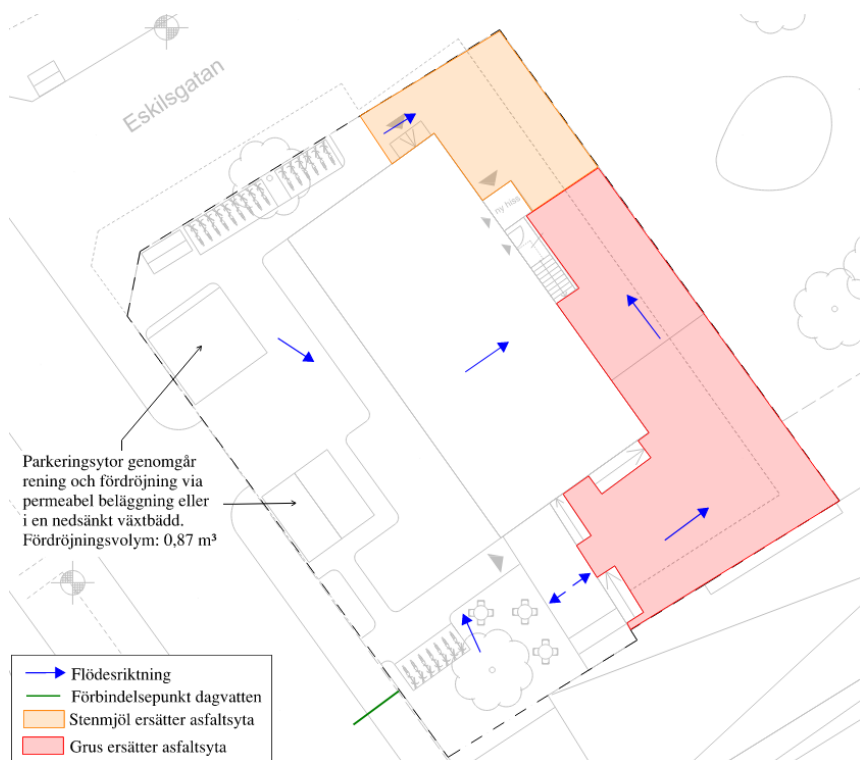 Eskilsgatan
ny hiss
Parkeringsytor genomgår
rening och fördröjning via
permeabel beläggning eller
i en nedsänkt växtbädd.
Fördröjningsvolym: 0,87 m³
Flödesriktning
Förbindelsepunkt dagvatten
Stenmjöl ersätter asfaltsyta
Grus ersätter asfaltsyta